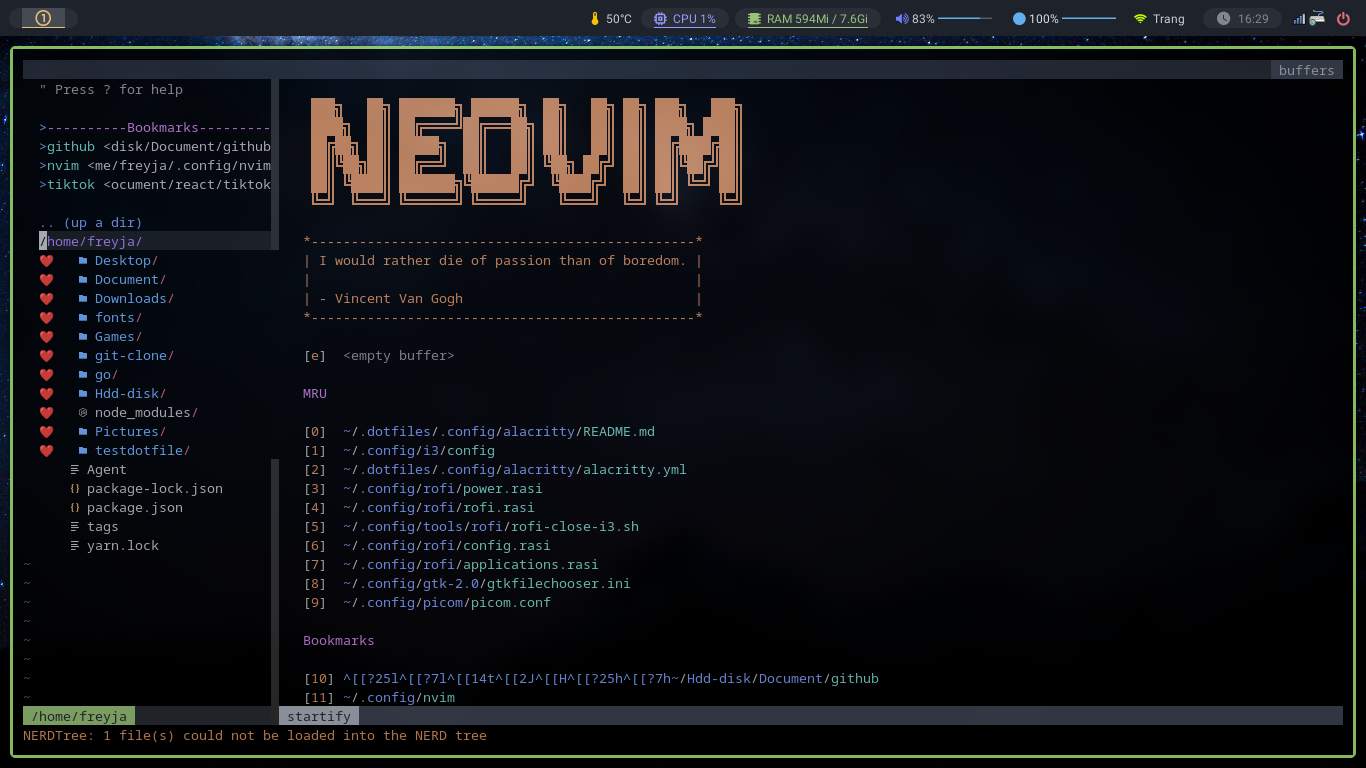 1 50°C CPU 1% RAM 594Mi / 7.6Gi 83% 100% Trang 16:29
buffers
" Press ? for help
>----------Bookmarks---------
>github <disk/Document/github
>nvim <me/freyja/.config/nvim
>tiktok <ocument/react/tiktok
.. (up a dir)
/home/freyja/
Desktop/
Document/
Downloads/
fonts/
Games/
git-clone/
go/
Hdd-disk/
node_modules/
Pictures/
testdotfile/
Agent
{} package-lock.json
{} package.json
tags
yarn.lock
~
~
~
~
~
~
~
~
/home/freyja
NEOVIM
*------------------------------------------------*
| I would rather die of passion than of boredom. |
| |
| - Vincent Van Gogh |
*------------------------------------------------*
[e] <empty buffer>
MRU
[0] ~/.dotfiles/.config/alacritty/README.md
[1] ~/.config/i3/config
[2] ~/.dotfiles/.config/alacritty/alacritty.yml
[3] ~/.config/rofi/power.rasi
[4] ~/.config/rofi/rofi.rasi
[5] ~/.config/tools/rofi/rofi-close-i3.sh
[6] ~/.config/rofi/config.rasi
[7] ~/.config/rofi/applications.rasi
[8] ~/.config/gtk-2.0/gtkfilechooser.ini
[9] ~/.config/picom/picom.conf
Bookmarks
[10] ^[[?25l^[[?7l^[[14t^[[2J^[[H^[[?25h^[[?7h~/Hdd-disk/Document/github
[11] ~/.config/nvim
startify
NERDTree: 1 file(s) could not be loaded into the NERD tree